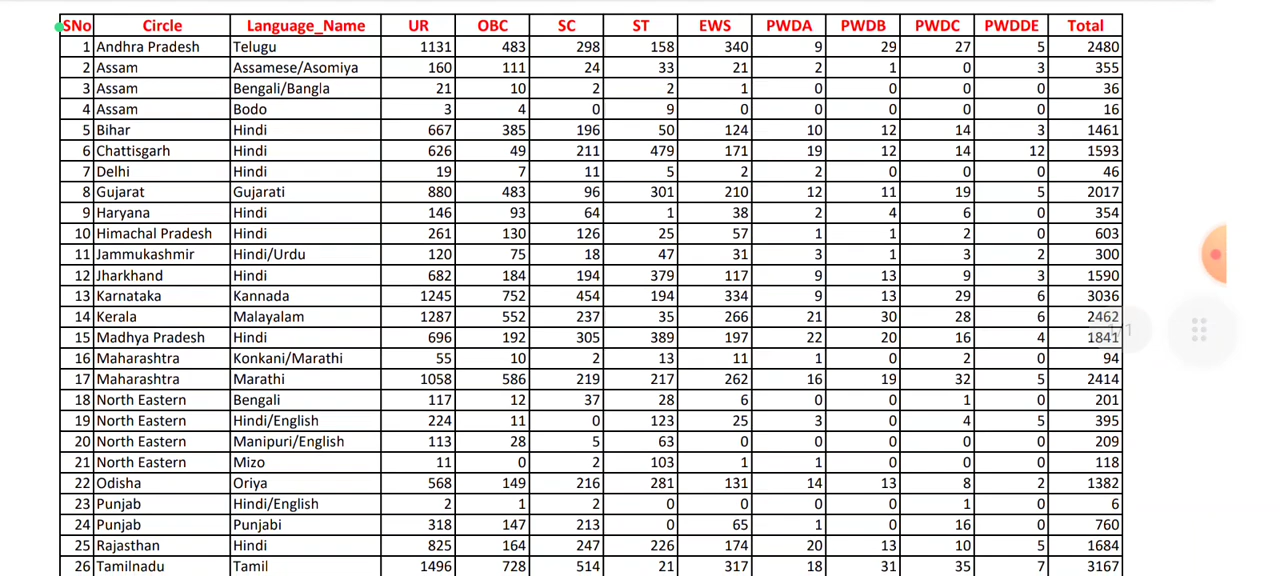 SNo Circle Language_Name UR OBC SC ST EWS PWDA PWDB PWDC PWDDE Total
1 Andhra Pradesh Telugu 1131 483 298 158 340 9 29 27 5 2480
2 Assam Assamese/Asomiya 160 111 24 33 21 2 1 0 3 355
3 Assam Bengali/Bangla 21 10 2 2 1 0 0 0 0 36
4 Assam Bodo 3 4 0 9 0 0 0 0 0 16
5 Bihar Hindi 667 385 196 50 124 10 12 14 3 1461
6 Chattisgarh Hindi 626 49 211 479 171 19 12 14 12 1593
7 Delhi Hindi 19 7 11 5 2 2 0 0 0 46
8 Gujarat Gujarati 880 483 96 301 210 12 11 19 5 2017
9 Haryana Hindi 146 93 64 1 38 2 4 6 0 354
10 Himachal Pradesh Hindi 261 130 126 25 57 1 1 2 0 603
11 Jammukashmir Hindi/Urdu 120 75 18 47 31 3 1 3 2 300
12 Jharkhand Hindi 682 184 194 379 117 9 13 9 3 1590
13 Karnataka Kannada 1245 752 454 194 334 9 13 29 6 3036
14 Kerala Malayalam 1287 552 237 35 266 21 30 28 6 2462
15 Madhya Pradesh Hindi 696 192 305 389 197 22 20 16 4 1841
1/1
16 Maharashtra Konkani/Marathi 55 10 2 13 11 1 0 2 0 94
17 Maharashtra Marathi 1058 586 219 217 262 16 19 32 5 2414
18 North Eastern Bengali 117 12 37 28 6 0 0 1 0 201
19 North Eastern Hindi/English 224 11 0 123 25 3 0 4 5 395
20 North Eastern Manipuri/English 113 28 5 63 0 0 0 0 0 209
21 North Eastern Mizo 11 0 2 103 1 1 0 0 0 118
22 Odisha Oriya 568 149 216 281 131 14 13 8 2 1382
23 Punjab Hindi/English 2 1 2 0 0 0 0 1 0 6
24 Punjab Punjabi 318 147 213 0 65 1 0 16 0 760
25 Rajasthan Hindi 825 164 247 226 174 20 13 10 5 1684
26 Tamilnadu Tamil 1496 728 514 21 317 18 31 35 7 3167